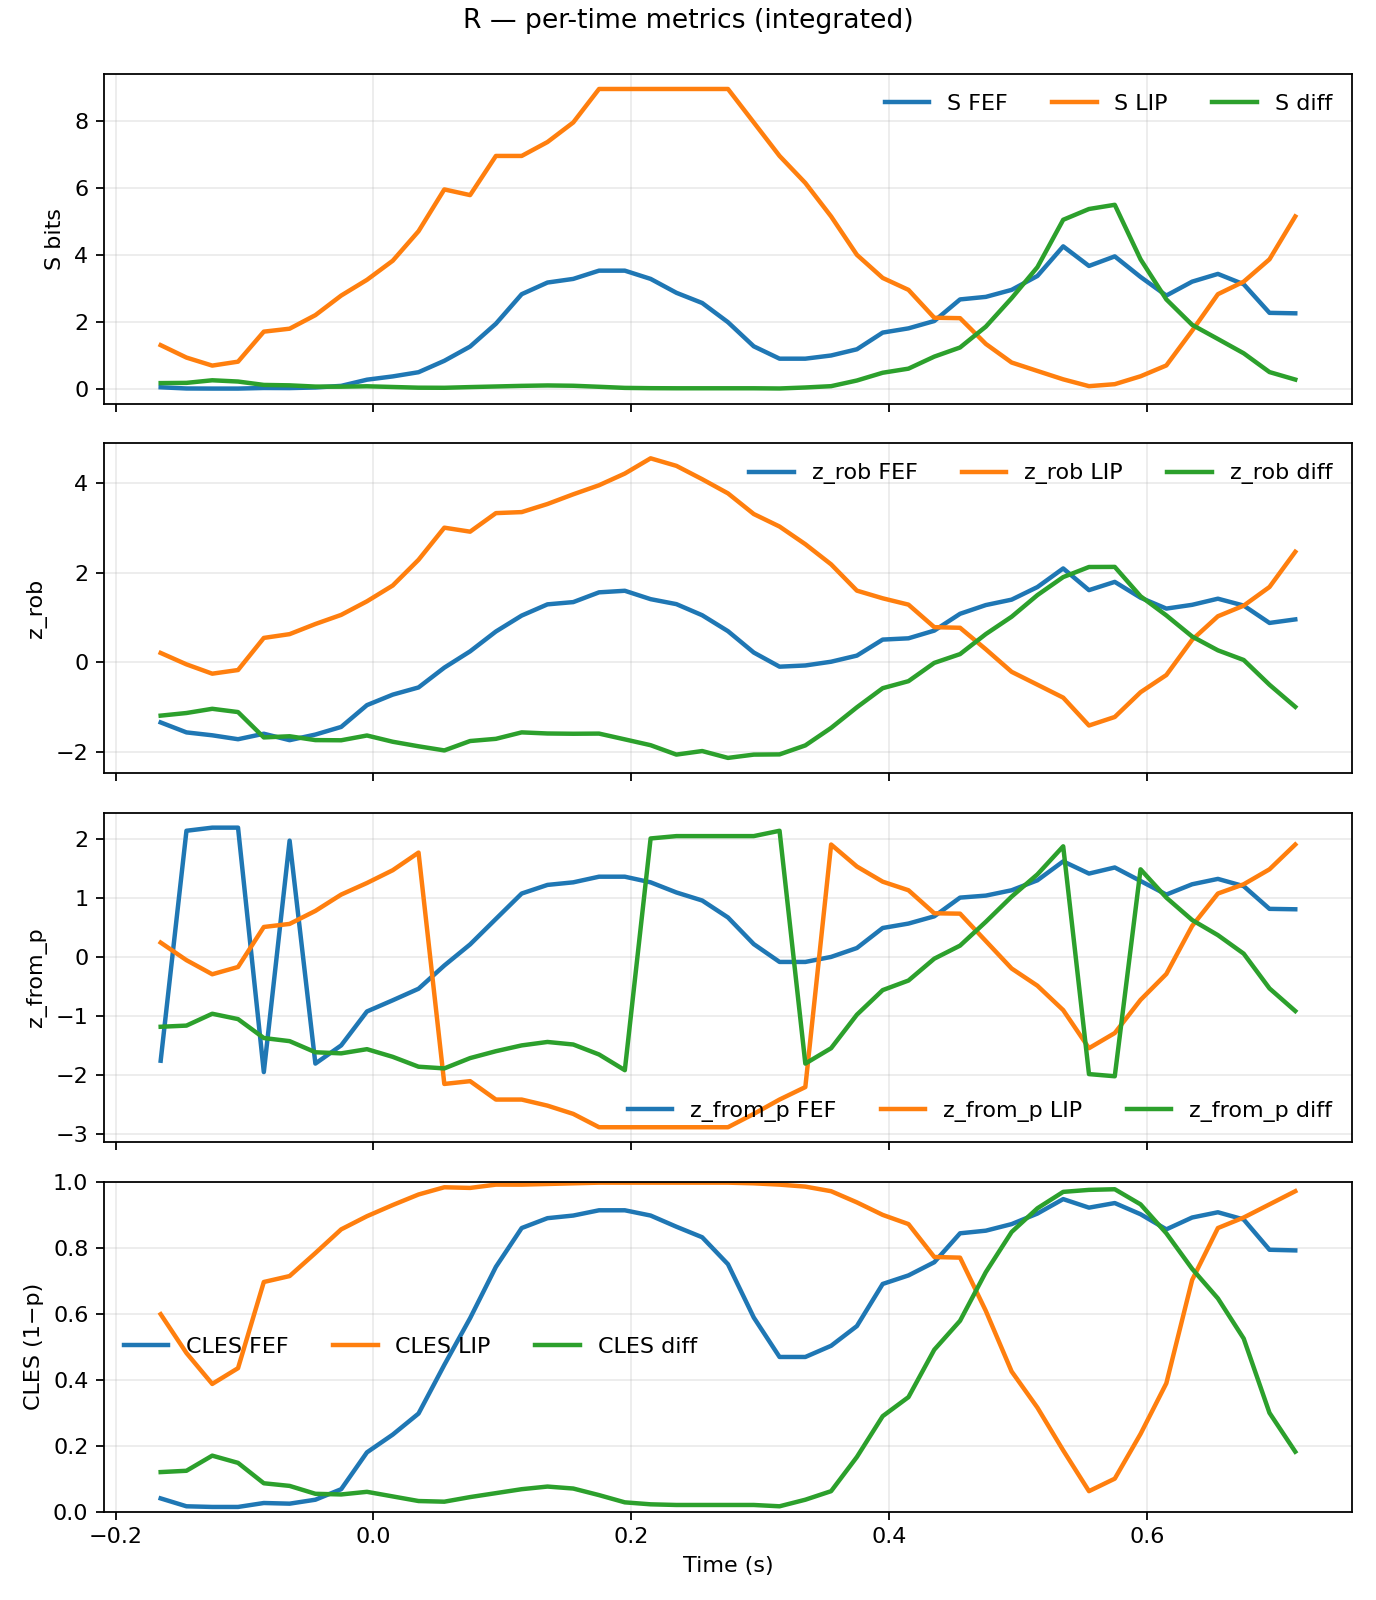 R — per-time metrics (integrated)
S bits
8
6
4
2
0
S FEF S LIP S diff
z_rob
4
2
0
−2
z_rob FEF z_rob LIP z_rob diff
z_from_p
2
1
0
−1
−2
−3
z_from_p FEF z_from_p LIP z_from_p diff
CLES (1−p)
1.0
0.8
0.6
0.4
0.2
0.0
CLES FEF CLES LIP CLES diff
−0.2 0.0 0.2 0.4 0.6
Time (s)